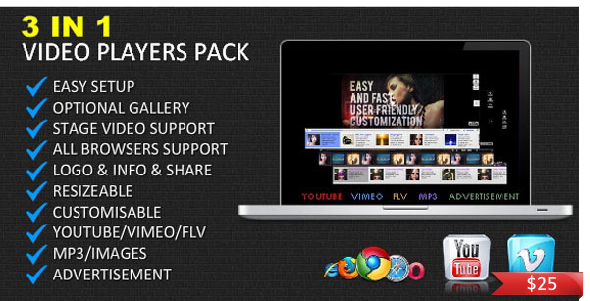 3 IN 1
VIDEO PLAYERS PACK
EASY SETUP
OPTIONAL GALLERY
STAGE VIDEO SUPPORT
ALL BROWSERS SUPPORT
LOGO & INFO & SHARE
RESIZEABLE
CUSTOMISABLE
YOUTUBE/VIMEO/FLV
MP3/IMAGES
ADVERTISEMENT
EASY
AND FAST
USER FRIENDLY
CUSTOMIZATION
YOUTUBE VIMEO FLV MP3 ADVERTISEMENT
You
Tube
$25